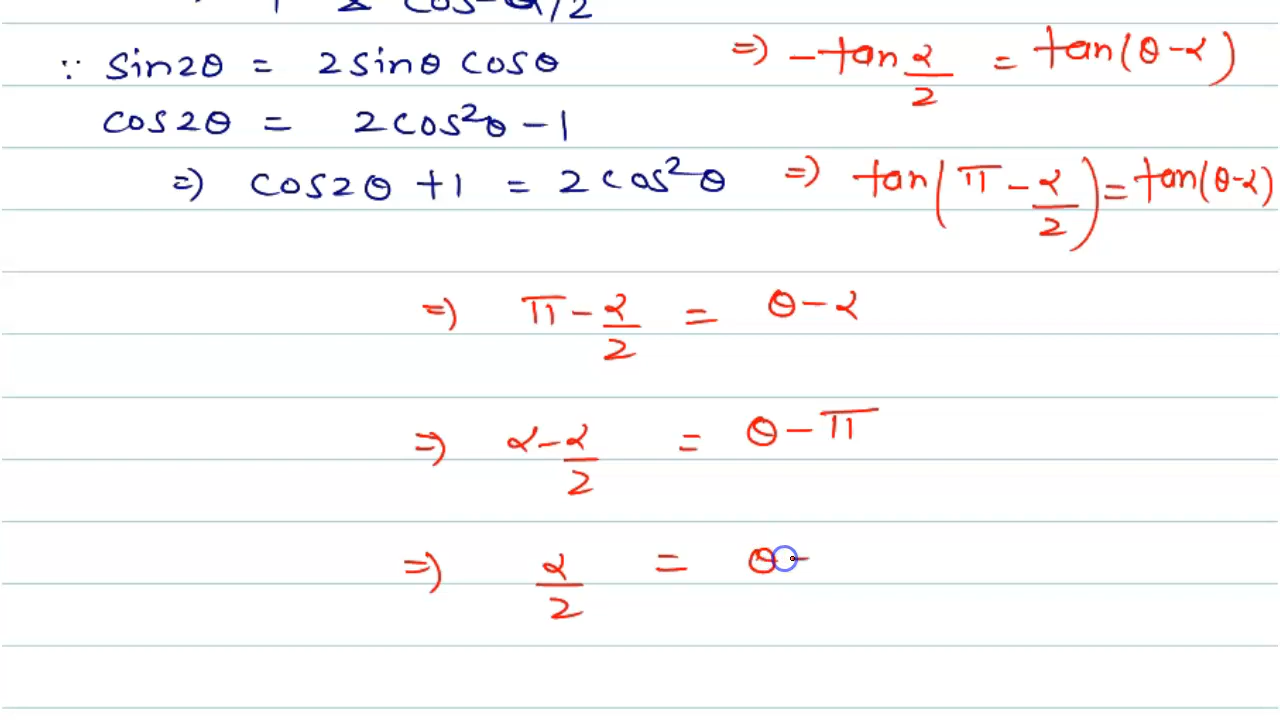 ∵ sin2θ = 2sinθ cosθ
cos2θ = 2cos²θ - 1
=) cos2θ + 1 = 2cos²θ
=) - tan α/2 = tan(θ-α)
=) tan(π - α/2) = tan(θ-α)
=) π - α/2 = θ - α
=) α - α/2 = θ - π
=) α/2 = θ -